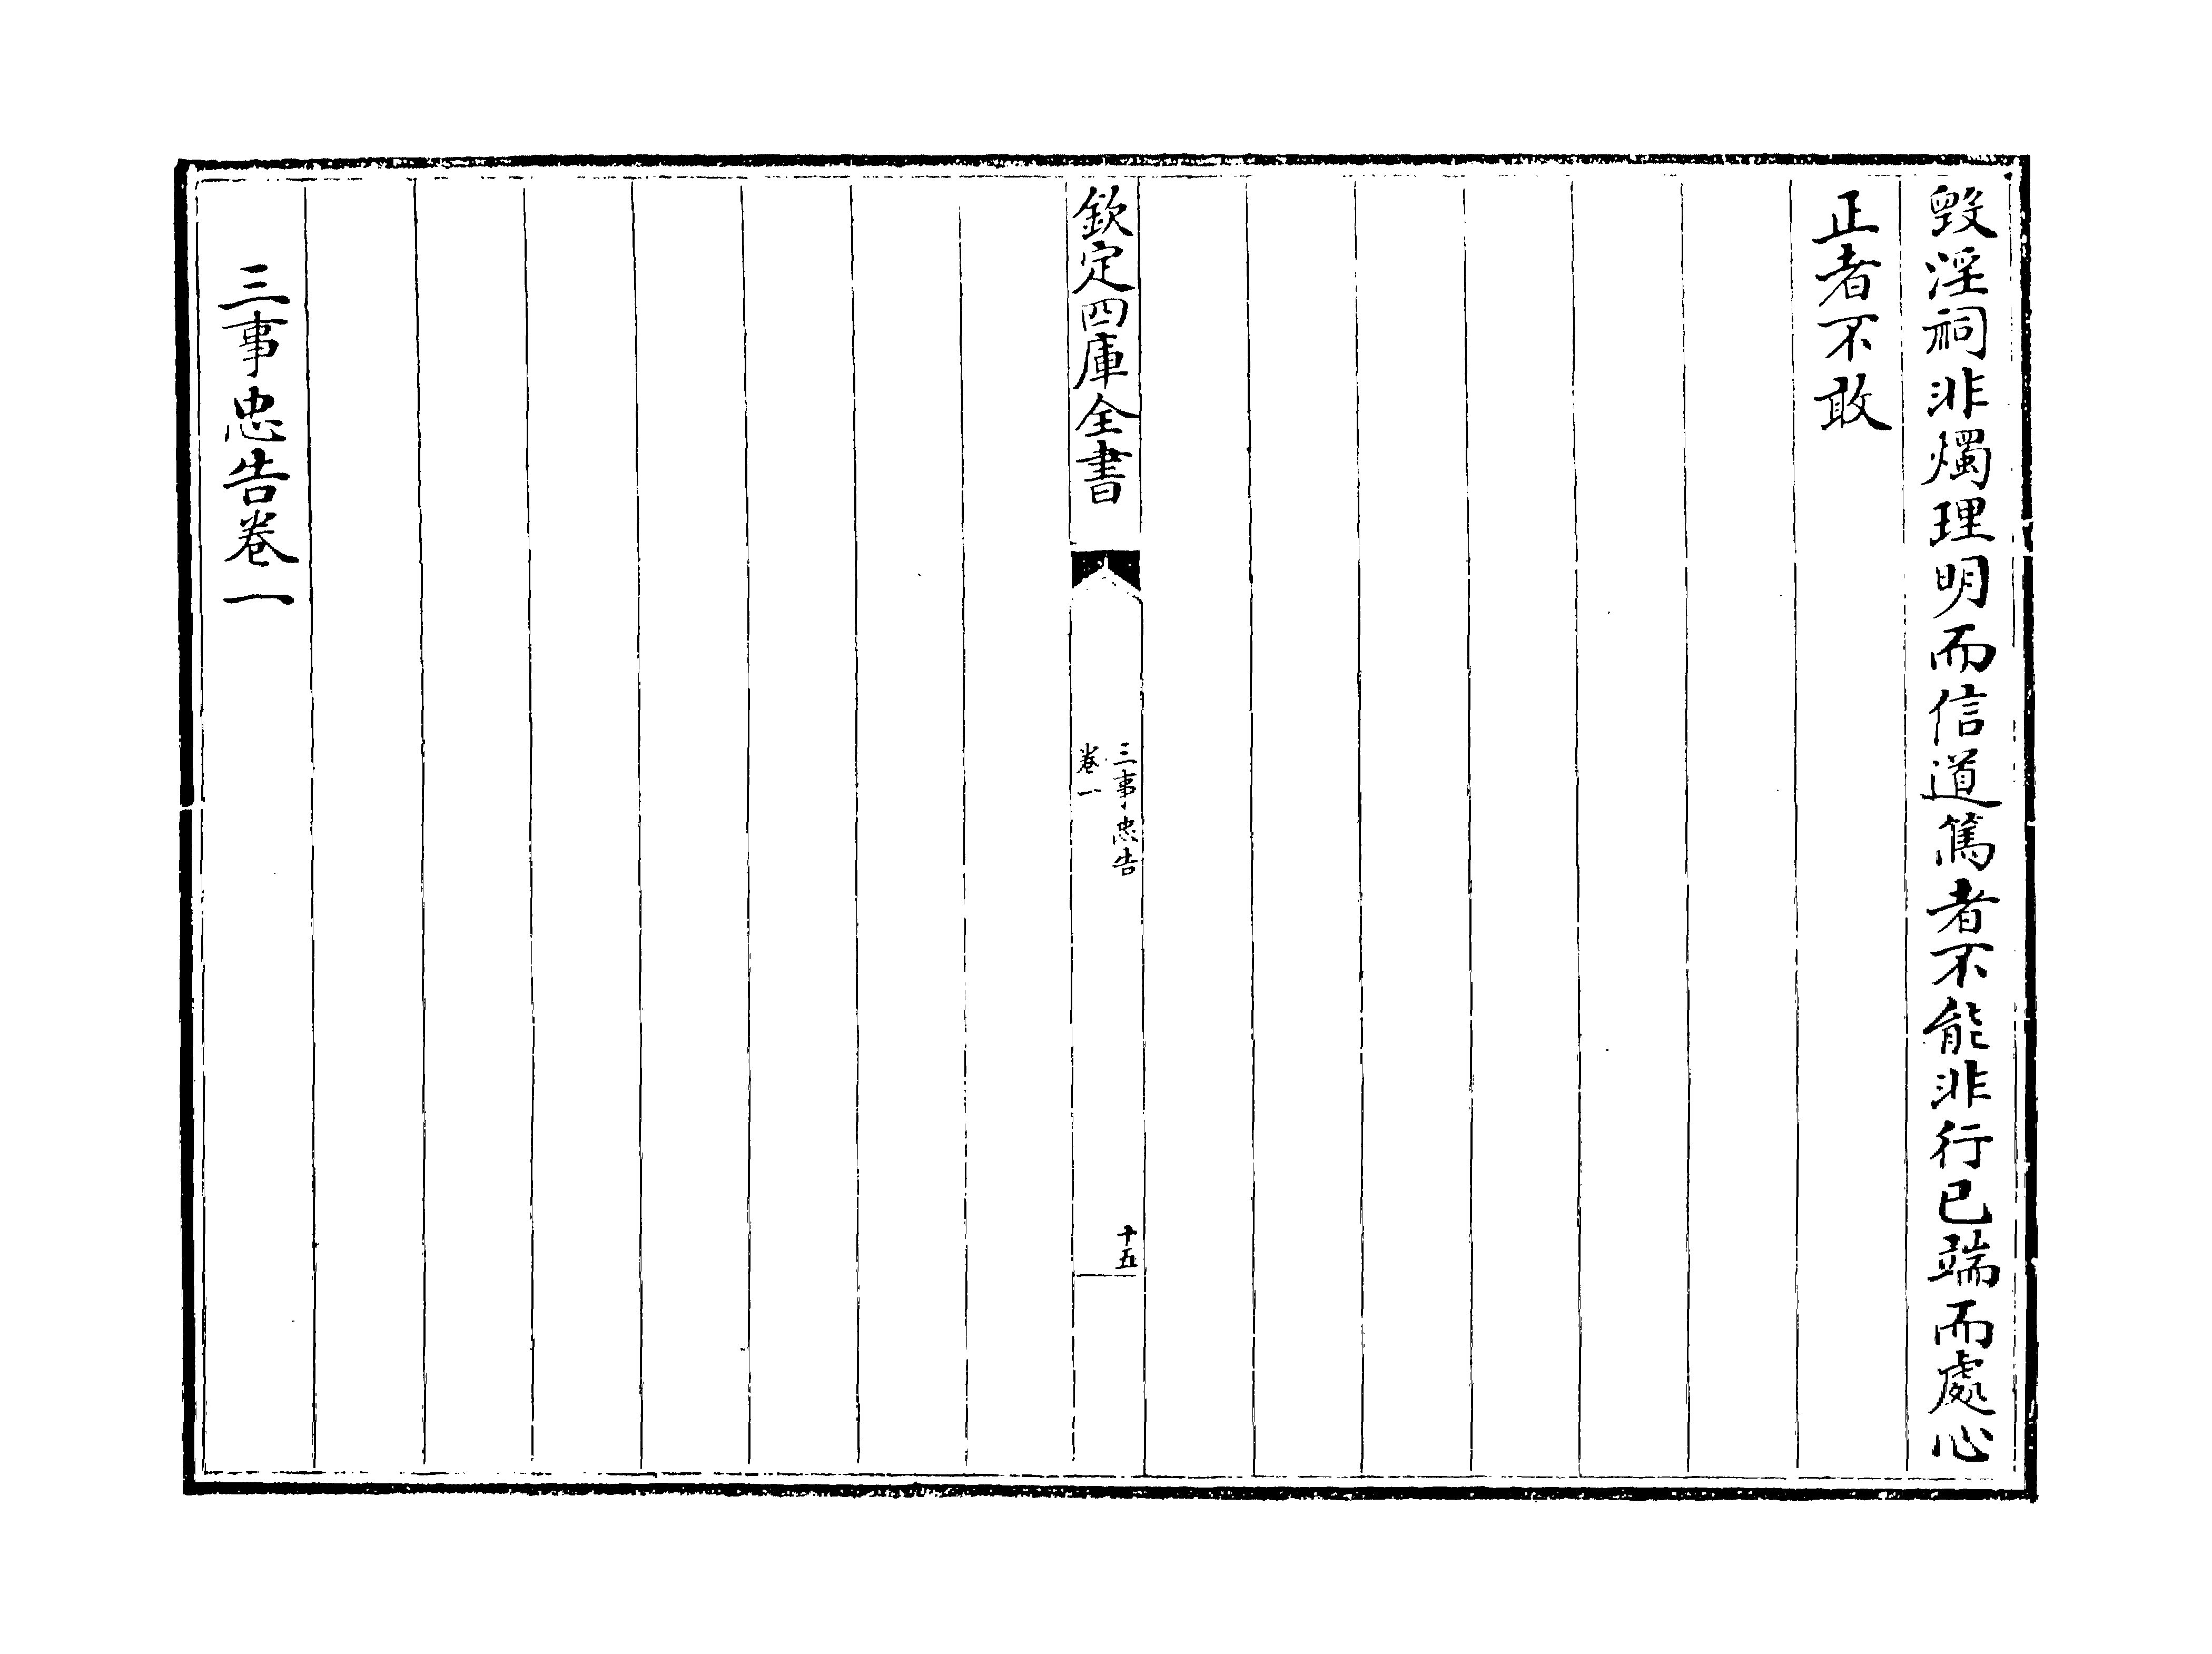 毀淫祠非燭理明而信道篤者不能非行已端而處心
正者不敢
欽定四庫全書
三事忠告
卷一
十五
三事忠告卷一